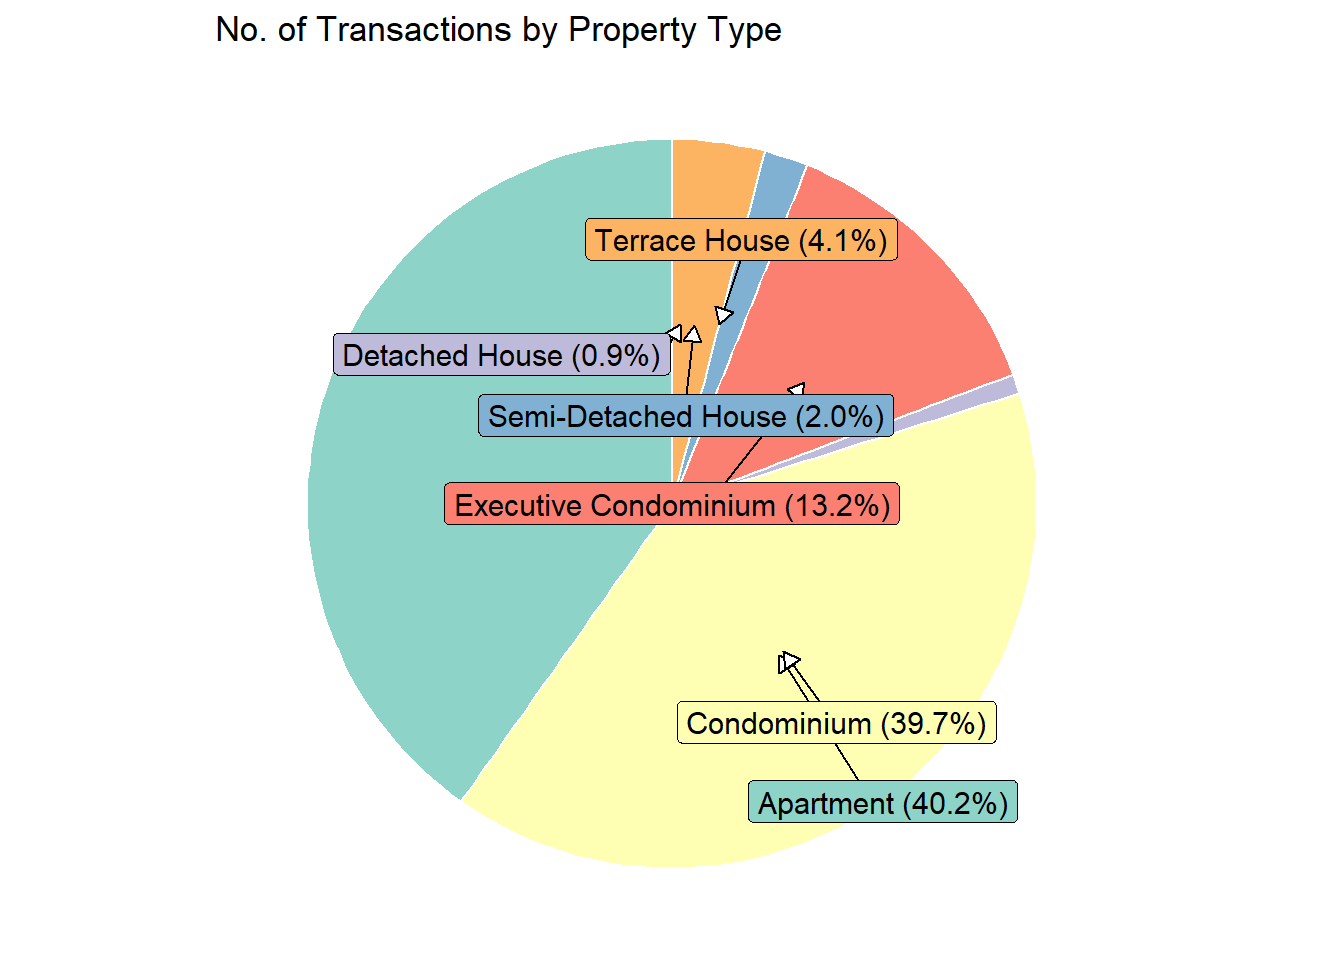 No. of Transactions by Property Type
Terrace House (4.1%)
Detached House (0.9%)
Semi-Detached House (2.0%)
Executive Condominium (13.2%)
Condominium (39.7%)
Apartment (40.2%)